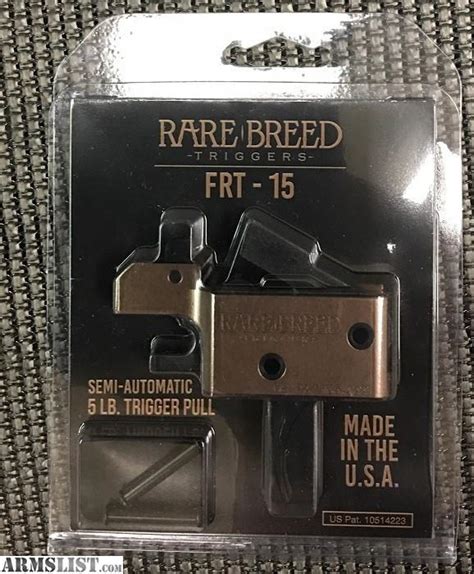 RARE BREED
-TRIGGERS-
FRT - 15
RARE BREED
TRIGGERS
SEMI-AUTOMATIC
5 LB. TRIGGER PULL
MADE
IN THE
U.S.A.
US Pat. 10514223
ARMSLIST.com